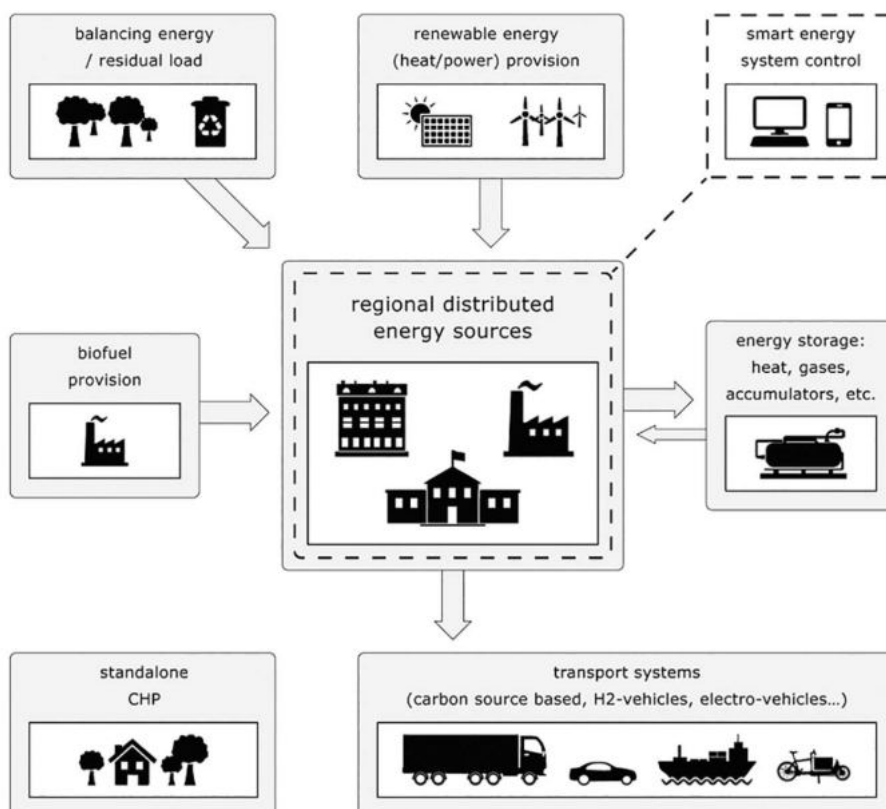 balancing energy
/ residual load
renewable energy
(heat/power) provision
smart energy
system control
regional distributed
energy sources
biofuel
provision
energy storage:
heat, gases,
accumulators, etc.
standalone
CHP
transport systems
(carbon source based, H2-vehicles, electro-vehicles...)